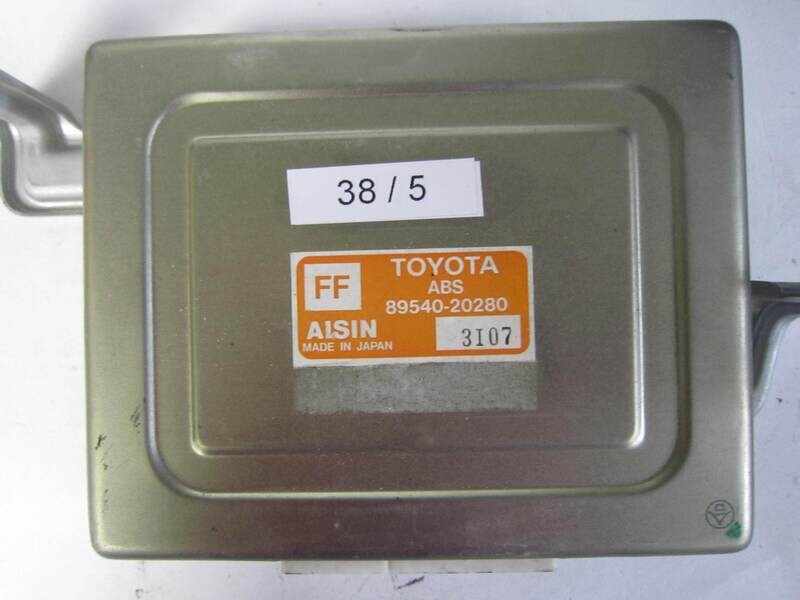 38 / 5
FF
TOYOTA
ABS
89540-20280
AISIN
MADE IN JAPAN
3I07